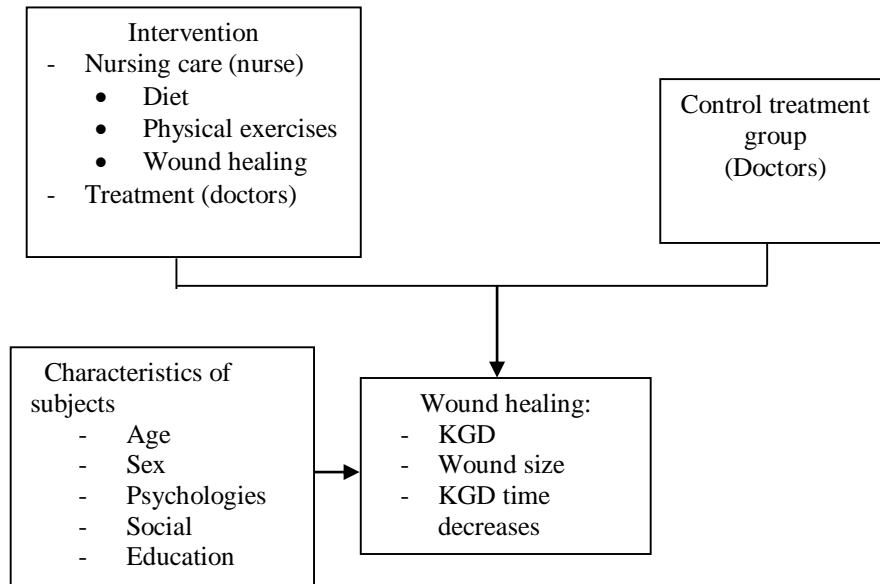 Intervention
- Nursing care (nurse)
• Diet
• Physical exercises
• Wound healing
- Treatment (doctors)
Control treatment
group
(Doctors)
Characteristics of
subjects
- Age
- Sex
- Psychologies
- Social
- Education
Wound healing:
- KGD
- Wound size
- KGD time
decreases